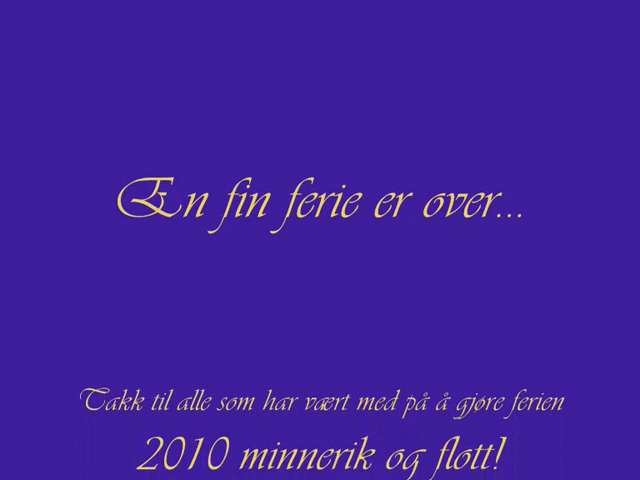 En fin ferie er over...
Takk til alle som har vært med på å gjøre ferien
2010 minnerik og flott!